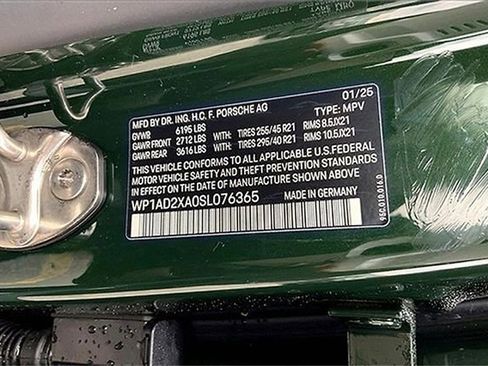 MFD BY DR. ING. H.C. F. PORSCHE AG 01/25
GVWR 6195 LBS TYPE: MPV
GAWR FRONT 2712 LBS WITH: TIRES 255/45 R21 RIMS 8.5JX21
GAWR REAR 3616 LBS WITH: TIRES 295/40 R21 RIMS 10.5JX21
THIS VEHICLE CONFORMS TO ALL APPLICABLE U.S.FEDERAL
MOTOR VEHICLE SAFETY AND THEFT PREVENTION STANDARDS
IN EFFECT ON THE DATE OF MANUFACTURE SHOWN ABOVE
WP1AD2XA0SL076365 MADE IN GERMANY
95C.010.016.D